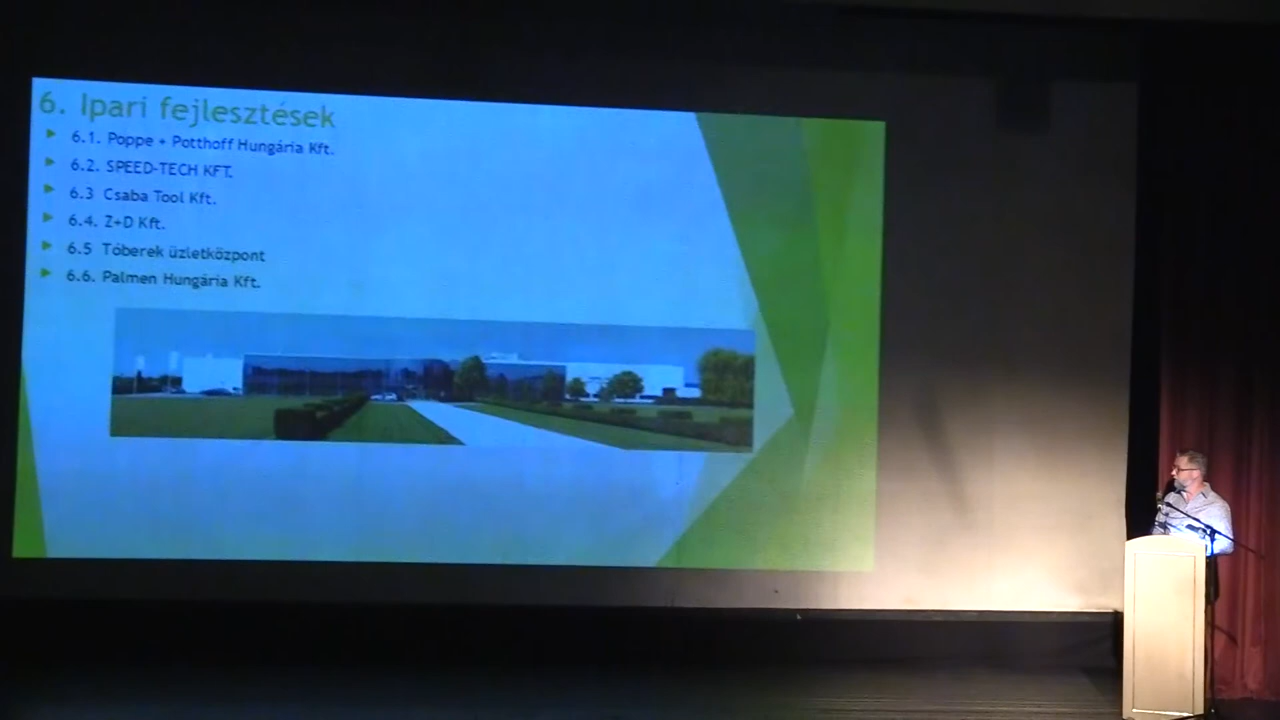 6. Ipari fejlesztések
6.1. Poppe + Potthoff Hungária Kft.
6.2. SPEED-TECH KFT.
6.3 Csaba Tool Kft.
6.4. Z+D Kft.
6.5 Tóberek üzletközpont
6.6. Palmen Hungária Kft.